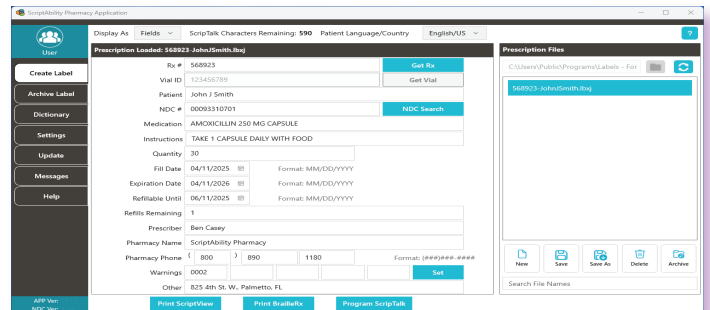 ScriptAbility Pharmacy Application
Display As Fields ScripTalk Characters Remaining: 590 Patient Language/Country English/US ?
User
Create Label
Archive Label
Dictionary
Settings
Update
Messages
Help
APP Ver:
NDC Ver:
Prescription Loaded: 568923-JohnJSmith.lbxj
Rx # 568923 Get Rx
Vial ID 123456789 Get Vial
Patient John J Smith
NDC # 00093310701 NDC Search
Medication AMOXICILLIN 250 MG CAPSULE
Instructions TAKE 1 CAPSULE DAILY WITH FOOD
Quantity 30
Fill Date 04/11/2025 Format: MM/DD/YYYY
Expiration Date 04/11/2026 Format: MM/DD/YYYY
Refillable Until 06/11/2025 Format: MM/DD/YYYY
Refills Remaining 1
Prescriber Ben Casey
Pharmacy Name ScriptAbility Pharmacy
Pharmacy Phone ( 800 ) 890 1180 Format: (###)###-####
Warnings 0002 Set
Other 825 4th St. W., Palmetto, FL
Print ScriptView Print BrailleRx Program ScripTalk
Prescription Files
C:\Users\Public\Programs\Labels - For
568923-JohnJSmith.lbxj
New Save Save As Delete Archive
Search File Names